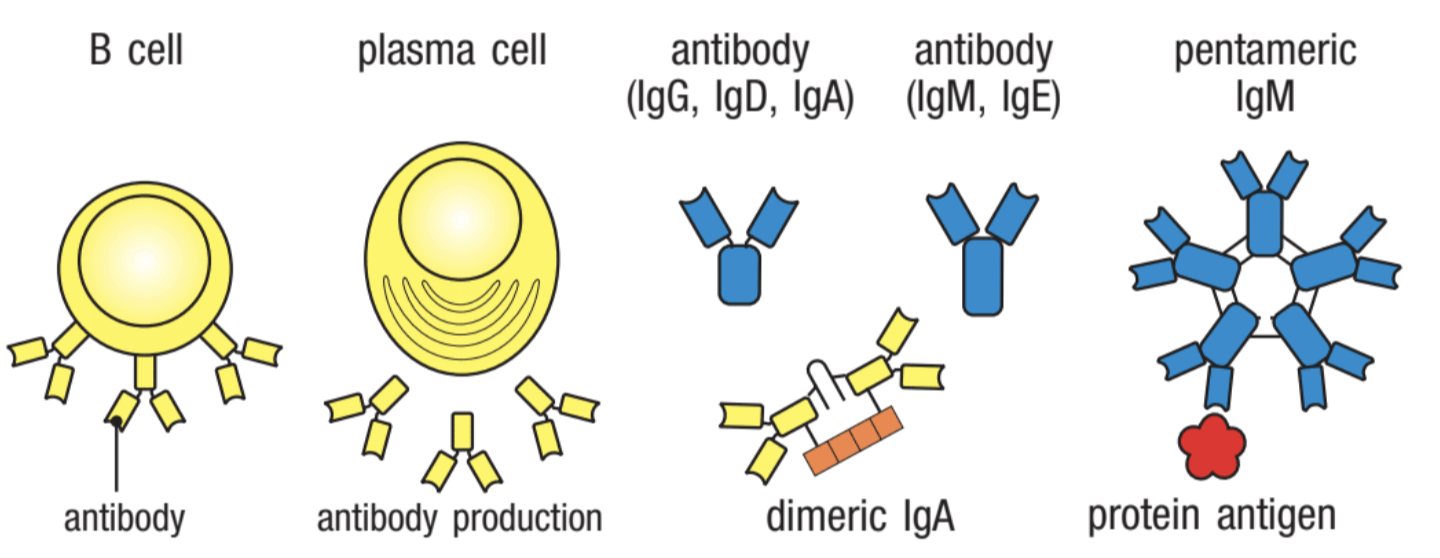 B cell
plasma cell
antibody
(IgG, IgD, IgA)
antibody
(IgM, IgE)
pentameric
IgM
antibody
antibody production
dimeric IgA
protein antigen